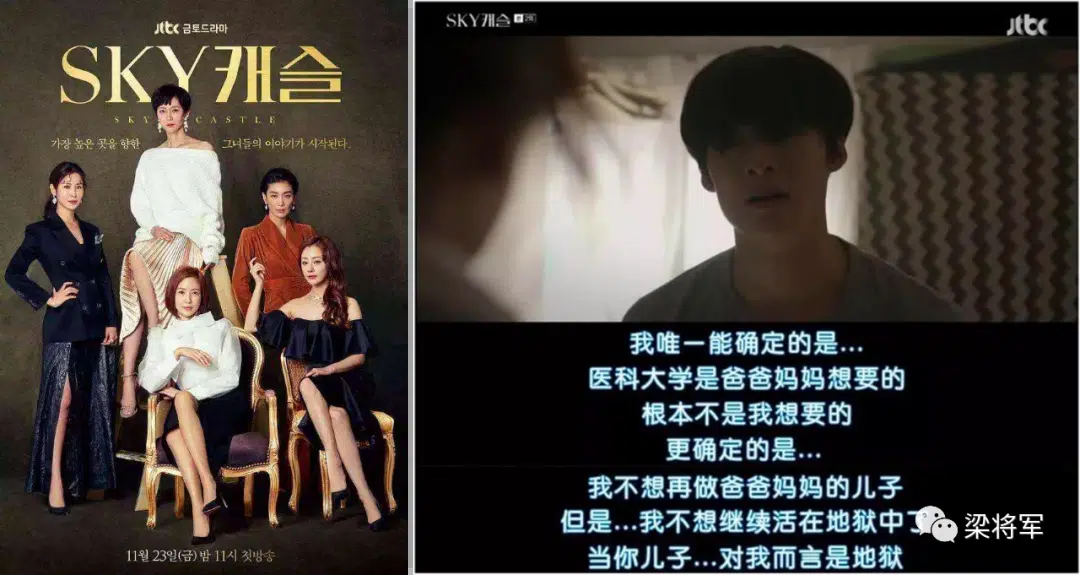 jtbc 금토드라마
SKY캐슬
SKY CASTLE
가장 높은 곳을 향한 그녀들의 이야기가 시작된다.
11월 23일(금) 밤 11시 첫방송
SKY캐슬
jtbc
我唯一能确定的是...
医科大学是爸爸妈妈想要的
根本不是我想要的
更确定的是...
我不想再做爸爸妈妈的儿子
但是...我不想继续活在地狱中了
当你儿子...对我而言是地狱
梁将军